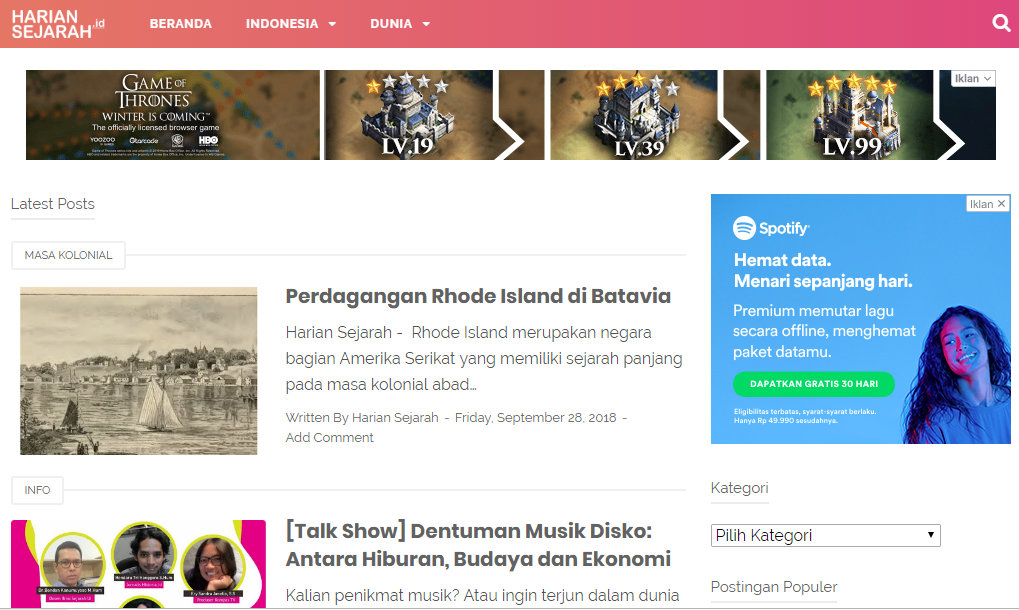 HARIAN
SEJARAH.id
BERANDA
INDONESIA
DUNIA
GAME OF
THRONES
WINTER IS COMING™
The officially licensed browser game
YOOZOO
Gtarcade
HBO
LV.19
LV.39
LV.99
Iklan
Latest Posts
MASA KOLONIAL
Perdagangan Rhode Island di Batavia
Harian Sejarah - Rhode Island merupakan negara
bagian Amerika Serikat yang memiliki sejarah panjang
pada masa kolonial abad…
Written By Harian Sejarah - Friday, September 28, 2018 -
Add Comment
INFO
[Talk Show] Dentuman Musik Disko:
Antara Hiburan, Budaya dan Ekonomi
Kalian penikmat musik? Atau ingin terjun dalam dunia
Iklan
Spotify
Hemat data.
Menari sepanjang hari.
Premium memutar lagu
secara offline, menghemat
paket datamu.
DAPATKAN GRATIS 30 HARI
Eligibilitas terbatas, syarat-syarat berlaku.
Hanya Rp 49.990 sesudahnya.
Kategori
Pilih Kategori
Postingan Populer